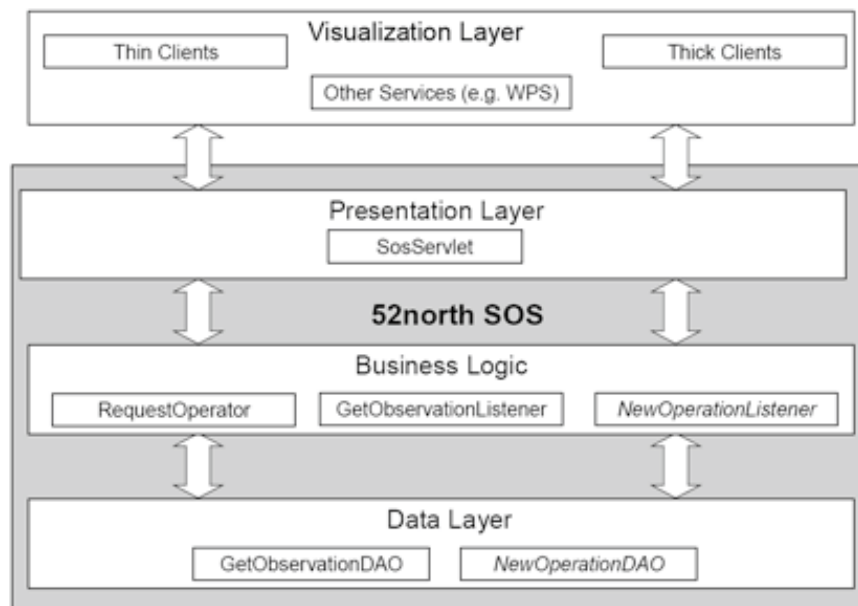 Visualization Layer
Thin Clients
Thick Clients
Other Services (e.g. WPS)
Presentation Layer
SosServlet
52north SOS
Business Logic
RequestOperator
GetObservationListener
NewOperationListener
Data Layer
GetObservationDAO
NewOperationDAO